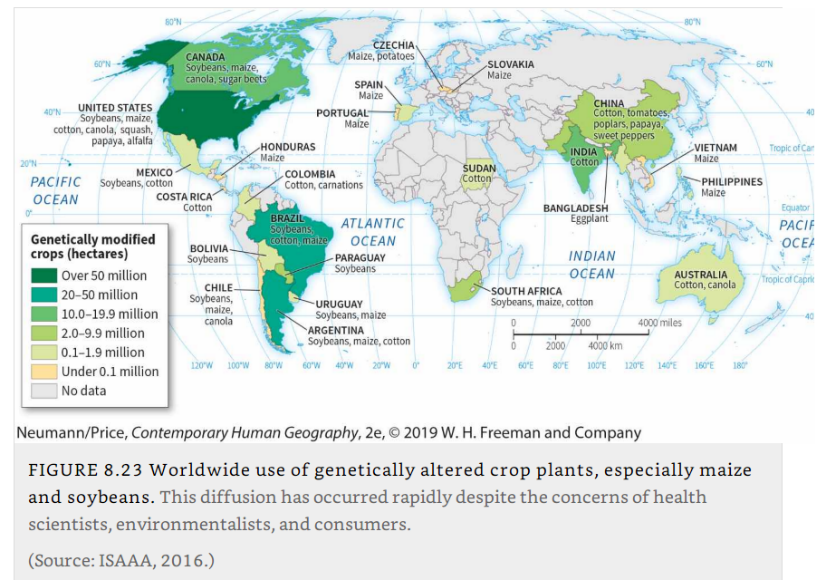 80°N
80°N
60°N
60°N
40°N
40°N
20°N
0°
CANADA
Soybeans, maize,
canola, sugar beets
UNITED STATES
Soybeans, maize,
cotton, canola, squash,
papaya, alfalfa
MEXICO
Soybeans, cotton
HONDURAS
Maize
COSTA RICA
Cotton
COLOMBIA
Cotton, carnations
BRAZIL
Soybeans,
cotton, maize
BOLIVIA
Soybeans
PARAGUAY
Soybeans
CHILE
Soybeans,
maize,
canola
URUGUAY
Soybeans, maize
ARGENTINA
Soybeans, maize, cotton
CZECHIA
Maize, potatoes
SLOVAKIA
Maize
SPAIN
Maize
PORTUGAL
Maize
SUDAN
Cotton
SOUTH AFRICA
Soybeans, maize, cotton
CHINA
Cotton, tomatoes,
poplars, papaya,
sweet peppers
INDIA
Cotton
BANGLADESH
Eggplant
VIETNAM
Maize
PHILIPPINES
Maize
AUSTRALIA
Cotton, canola
PACIFIC
OCEAN
ATLANTIC
OCEAN
INDIAN
OCEAN
PACIF
OCEA
Tropic of Can
Equator
Tropic of Capric
40°
0 2000 4000 miles
0 2000 4000 km
120°W 100°W 80°W 60°W 40°W 20°W 0° 20°E 40°E 60°E 80°E 100°E 120°E 140°E 160°E 180°
Genetically modified
crops (hectares)
Over 50 million
20–50 million
10.0–19.9 million
2.0–9.9 million
0.1–1.9 million
Under 0.1 million
No data
Neumann/Price, Contemporary Human Geography, 2e, © 2019 W. H. Freeman and Company
FIGURE 8.23 Worldwide use of genetically altered crop plants, especially maize
and soybeans. This diffusion has occurred rapidly despite the concerns of health
scientists, environmentalists, and consumers.
(Source: ISAAA, 2016.)